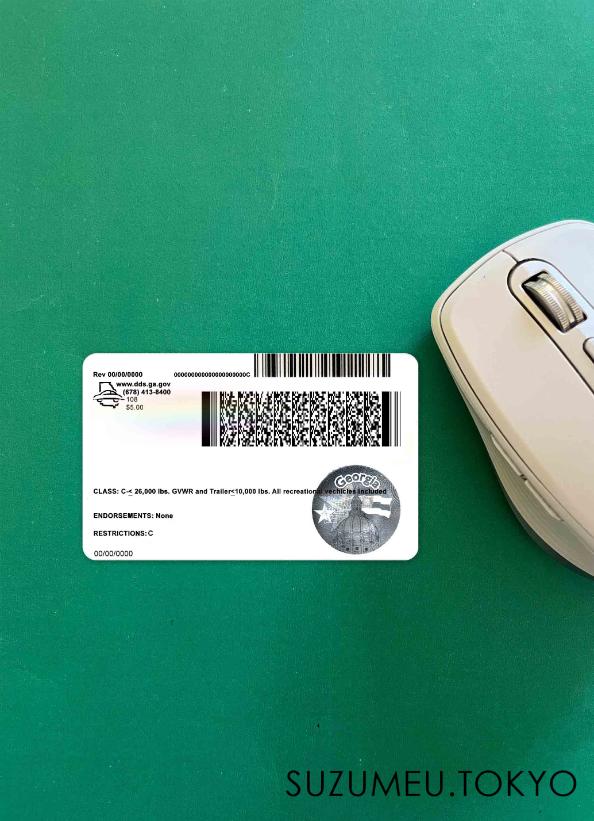 Rev 00/00/0000
00000000000000000000C
www.dds.ga.gov
(678) 413-8400
108
$5.00
Georgia
CLASS: C-< 26,000 lbs. GVWR and Trailer<10,000 lbs. All recreational vechicles included
ENDORSEMENTS: None
RESTRICTIONS: C
00/00/0000
SUZUMEU.TOKYO